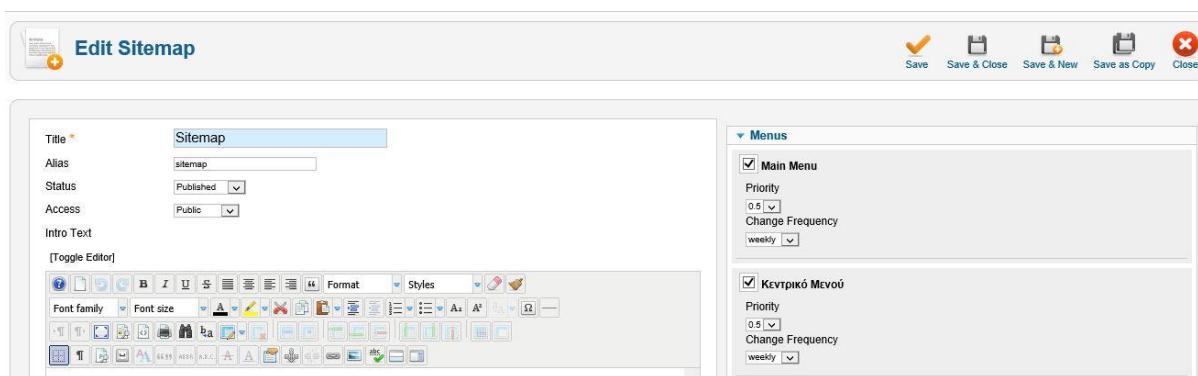 Edit Sitemap
Save Save & Close Save & New Save as Copy Close
Title * Sitemap
Alias sitemap
Status Published
Access Public
Intro Text
[Toggle Editor]
Format Styles
Font family Font size
Menus
Main Menu
Priority
0.5
Change Frequency
weekly
Κεντρικό Μενού
Priority
0.5
Change Frequency
weekly